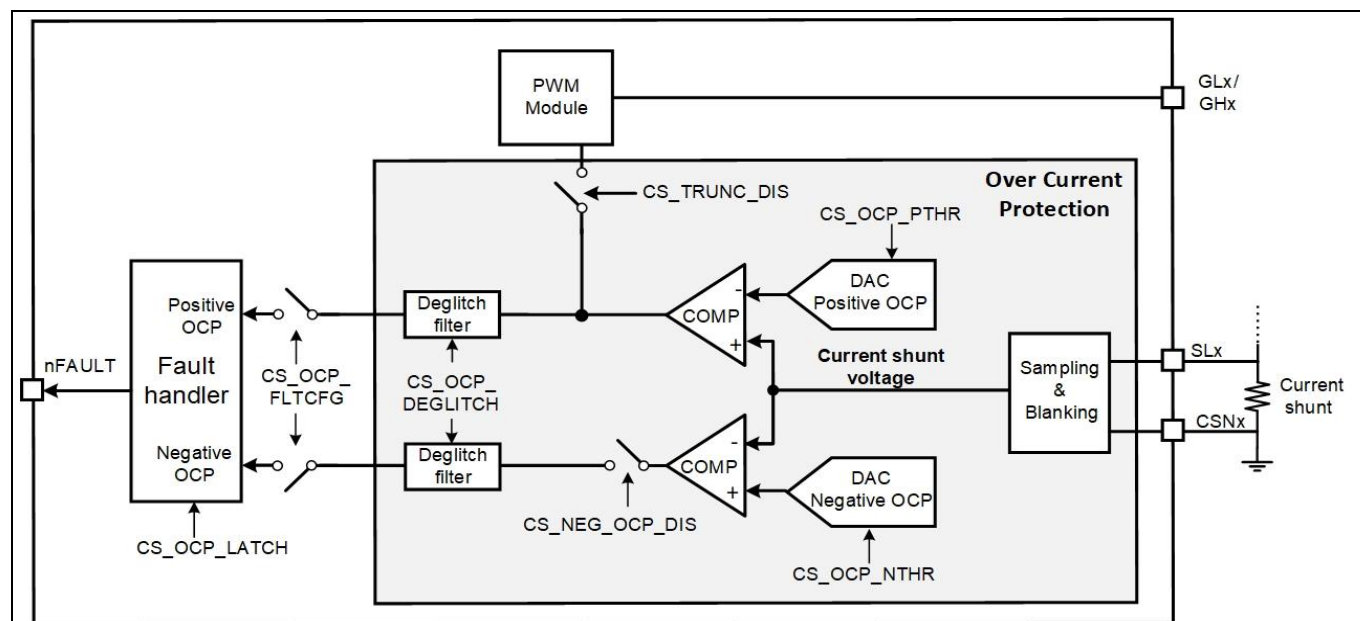 PWM
Module
GLx/
GHx
Over Current
Protection
CS_TRUNC_DIS
CS_OCP_PTHR
DAC
Positive OCP
-
COMP
+
Deglitch
filter
Positive
OCP
Fault
handler
nFAULT
CS_OCP_
FLTCFG
CS_OCP_
DEGLITCH
Current shunt
voltage
Sampling
&
Blanking
SLx
Current
shunt
CSNx
Negative
OCP
Deglitch
filter
-
COMP
+
DAC
Negative OCP
CS_NEG_OCP_DIS
CS_OCP_LATCH
CS_OCP_NTHR